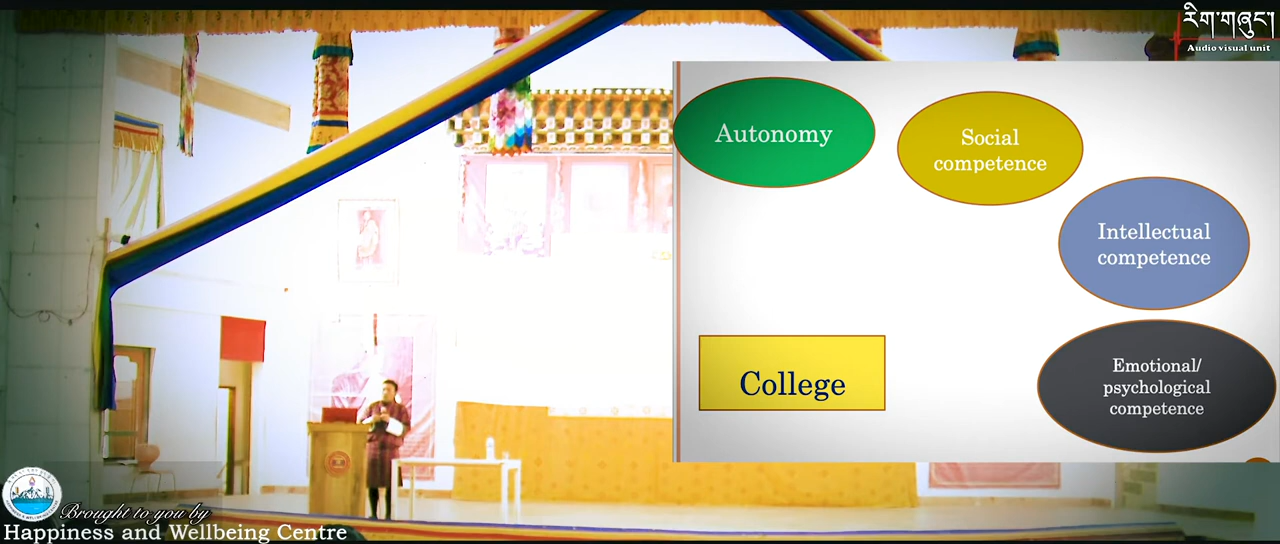 རིག་གཞུང་།
Audio visual unit
Autonomy
Social
competence
Intellectual
competence
Emotional/
psychological
competence
College
Brought to you by
Happiness and Wellbeing Centre